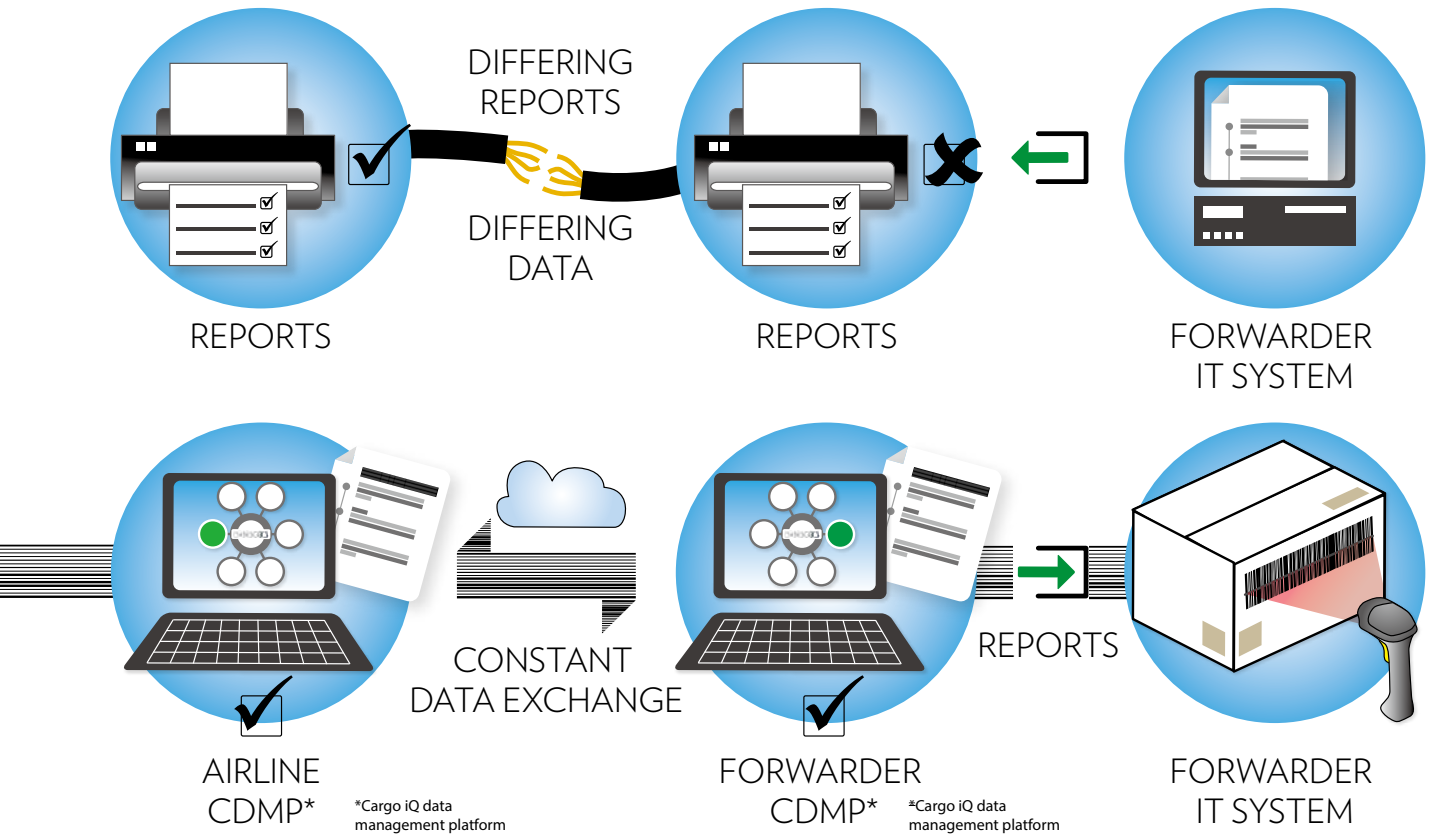 DIFFERING
REPORTS
DIFFERING
DATA
REPORTS
REPORTS
FORWARDER
IT SYSTEM
CONSTANT
DATA EXCHANGE
REPORTS
AIRLINE
CDMP*
*Cargo iQ data
management platform
FORWARDER
CDMP*
*Cargo iQ data
management platform
FORWARDER
IT SYSTEM